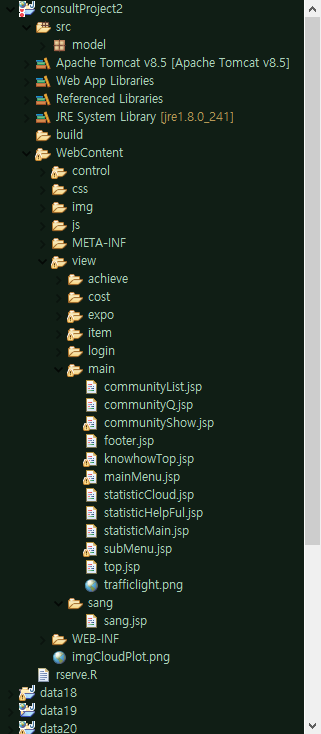 consultProject2
src
model
Apache Tomcat v8.5 [Apache Tomcat v8.5]
Web App Libraries
Referenced Libraries
JRE System Library [jre1.8.0_241]
build
WebContent
control
css
img
js
META-INF
view
achieve
cost
expo
item
login
main
communityList.jsp
communityQ.jsp
communityShow.jsp
footer.jsp
knowhowTop.jsp
mainMenu.jsp
statisticCloud.jsp
statisticHelpFul.jsp
statisticMain.jsp
subMenu.jsp
top.jsp
trafficlight.png
sang
sang.jsp
WEB-INF
imgCloudPlot.png
rserve.R
data18
data19
data20